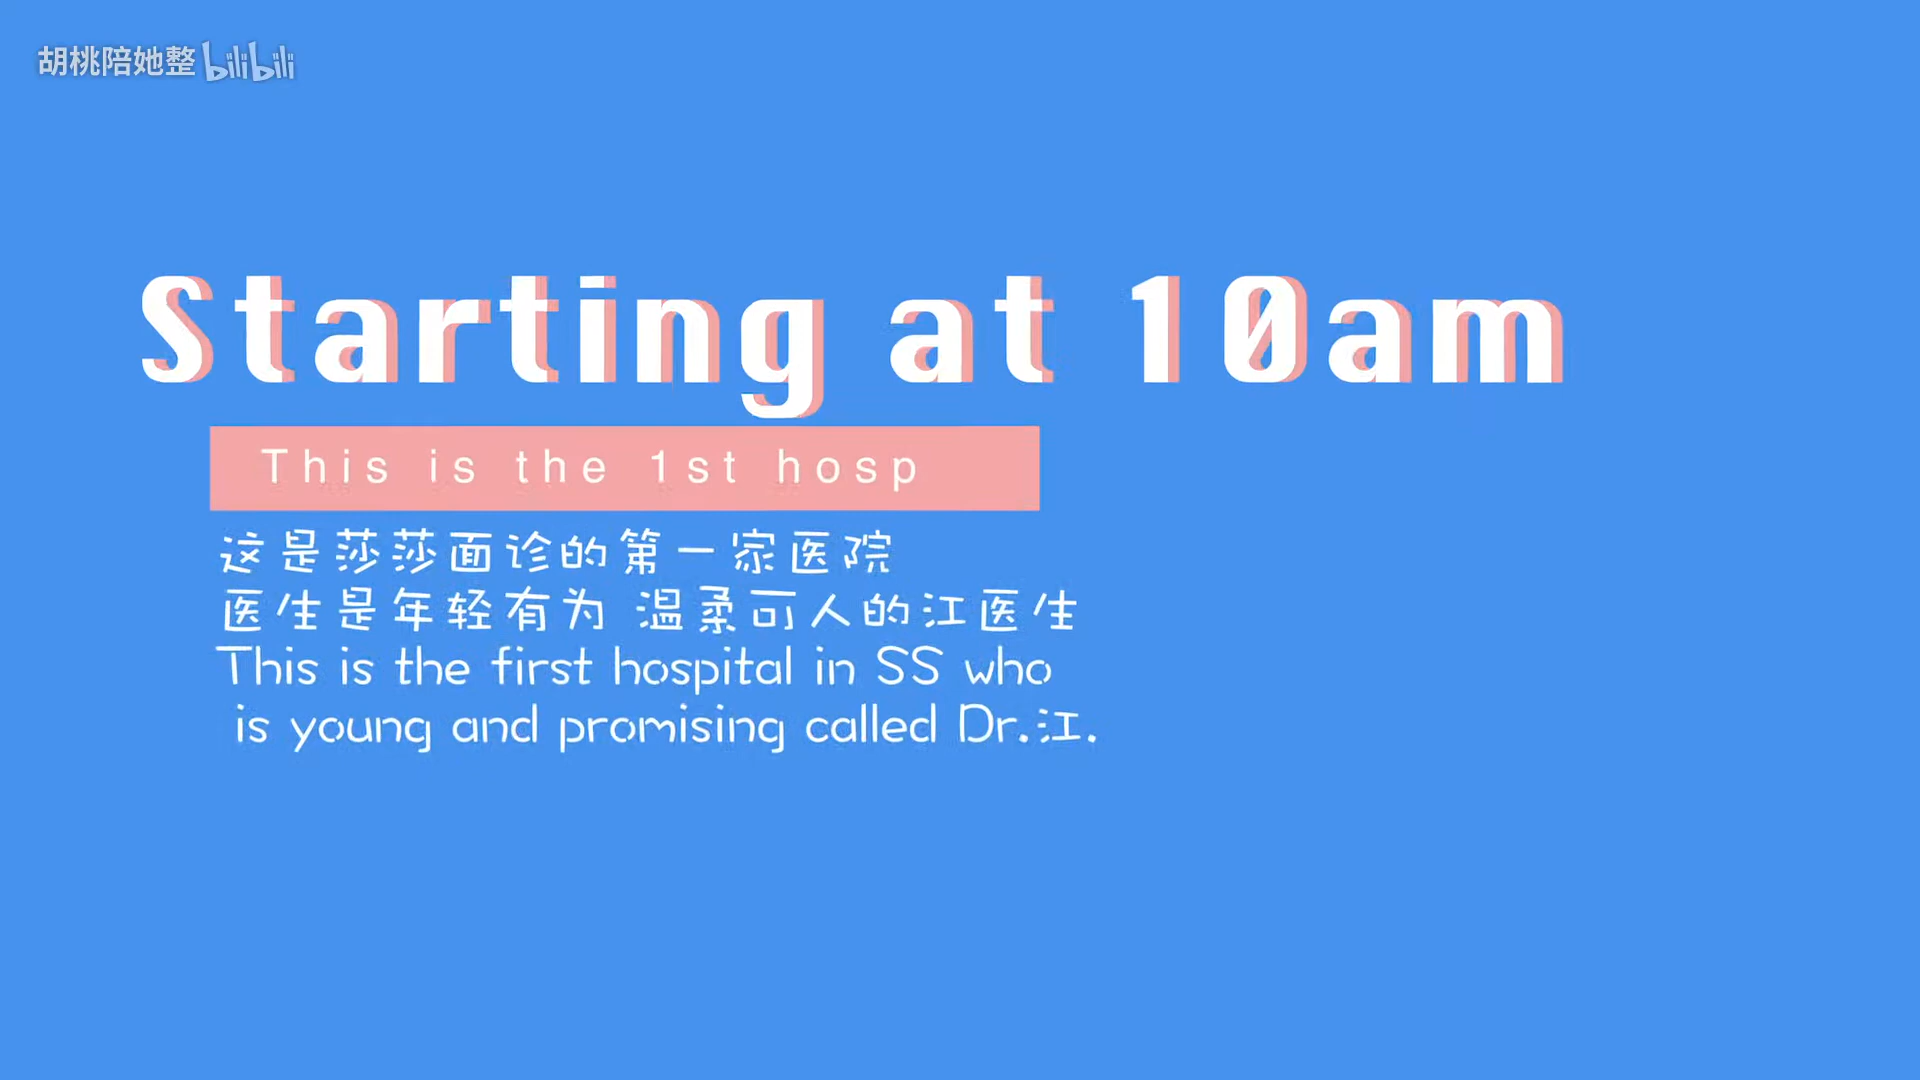 胡桃陪她整 bilibili
Starting at 10am
This is the 1st hosp
这是莎莎面诊的第一家医院
医生是年轻有为 温柔可人的江医生
This is the first hospital in SS who
is young and promising called Dr.江.